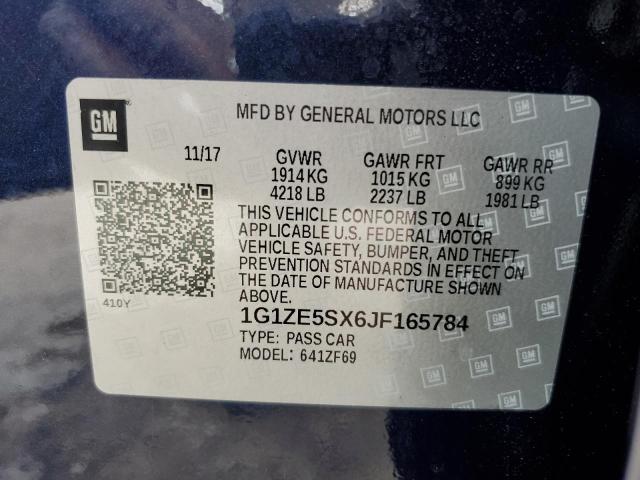 GM
MFD BY GENERAL MOTORS LLC
11/17
GVWR
1914 KG
4218 LB
GAWR FRT
1015 KG
2237 LB
GAWR RR
899 KG
1981 LB
THIS VEHICLE CONFORMS TO ALL
APPLICABLE U.S. FEDERAL MOTOR
VEHICLE SAFETY, BUMPER, AND THEFT
PREVENTION STANDARDS IN EFFECT ON
THE DATE OF MANUFACTURE SHOWN
ABOVE.
410Y
1G1ZE5SX6JF165784
TYPE: PASS CAR
MODEL: 641ZF69